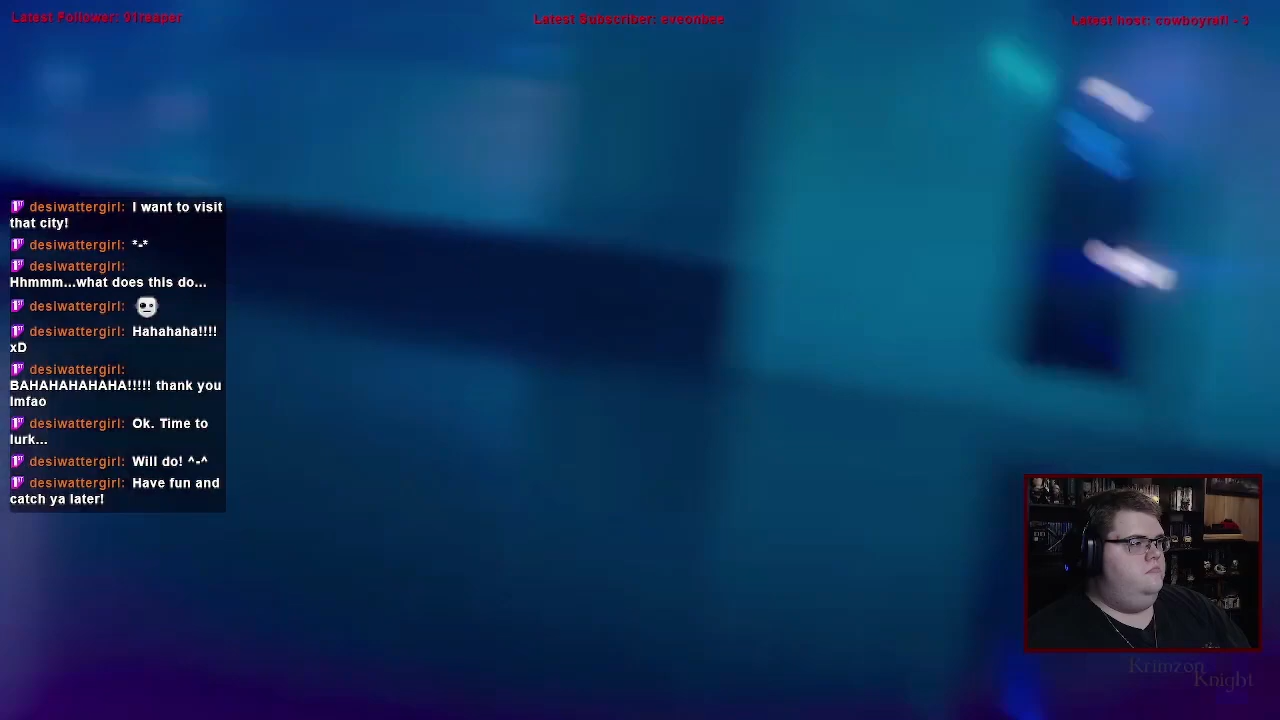 Latest Follower: 91reaper
Latest Subscriber: eveonbee
Latest host: cowboyrafl - 3
desiwattergirl: I want to visit
that city!
desiwattergirl: *-*
desiwattergirl:
Hhmmm...what does this do...
desiwattergirl:
desiwattergirl: Hahahaha!!!!
xD
desiwattergirl:
BAHAHAHAHAHA!!!!! thank you
lmfao
desiwattergirl: Ok. Time to
lurk...
desiwattergirl: Will do! ^-^
desiwattergirl: Have fun and
catch ya later!
Krimzon
Knight